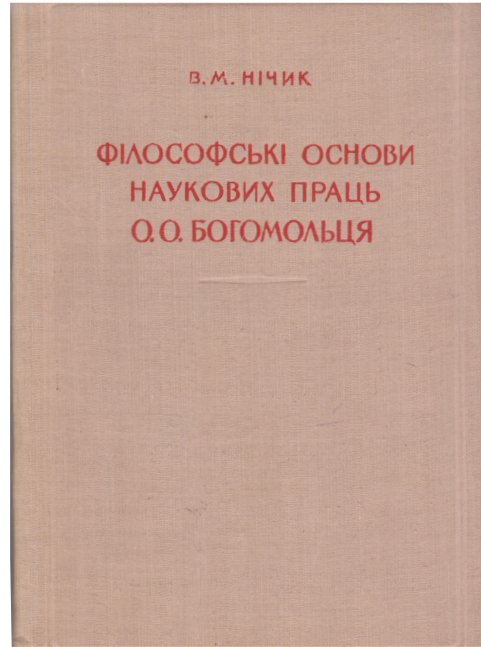 В. М. НІЧИК
ФІЛОСОФСЬКІ ОСНОВИ
НАУКОВИХ ПРАЦЬ
О. О. БОГОМОЛЬЦЯ